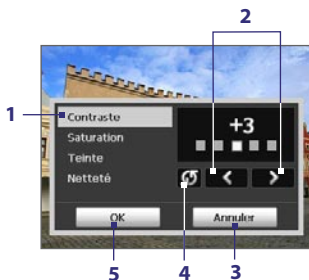 2
1
Contraste
+3
Saturation
Teinte
Netteté
OK
Annuler
5
4
3